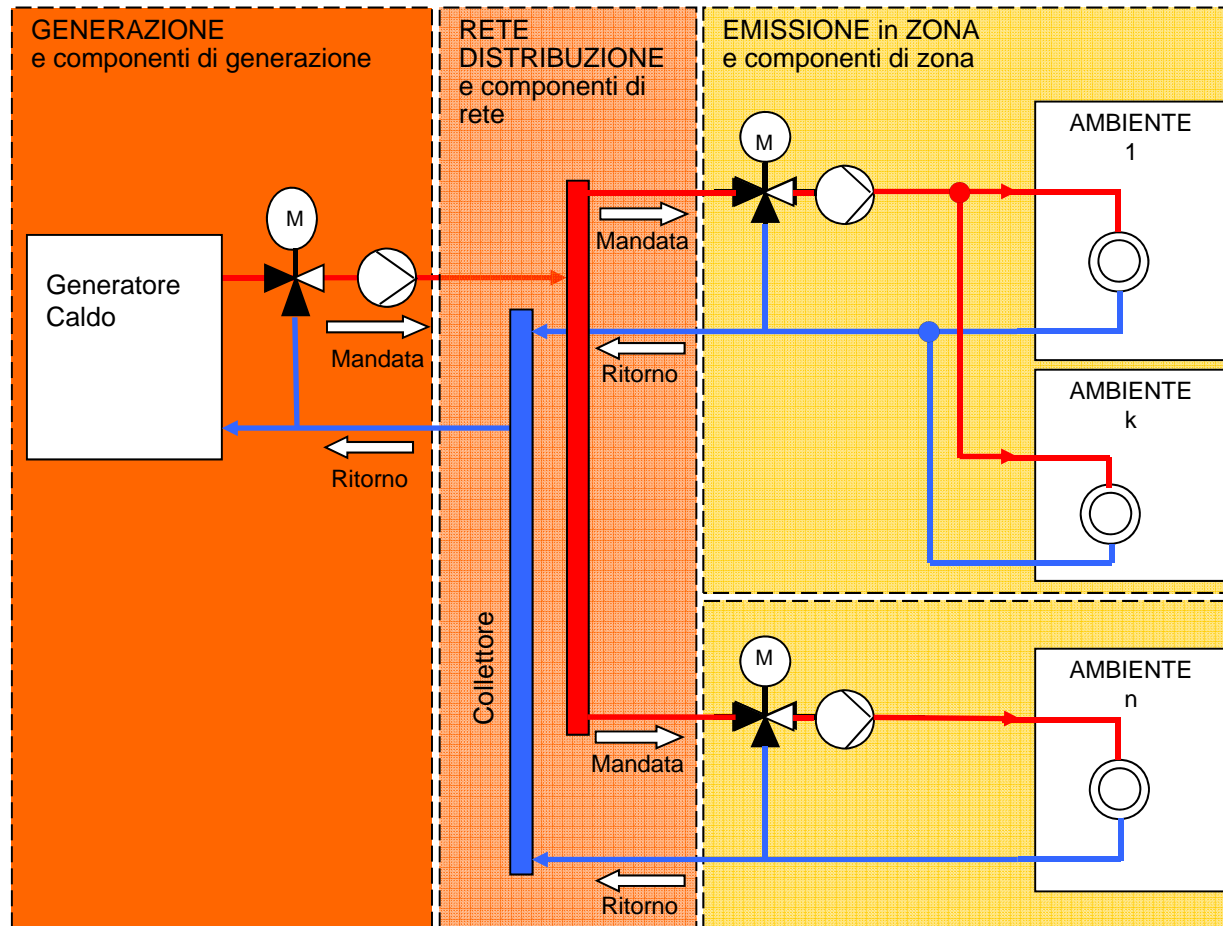 GENERAZIONE
e componenti di generazione
RETE
DISTRIBUZIONE
e componenti di
rete
EMISSIONE in ZONA
e componenti di zona
M
Generatore
Caldo
Mandata
Ritorno
Collettore
Mandata
Ritorno
M
AMBIENTE
1
AMBIENTE
k
Mandata
Ritorno
M
AMBIENTE
n